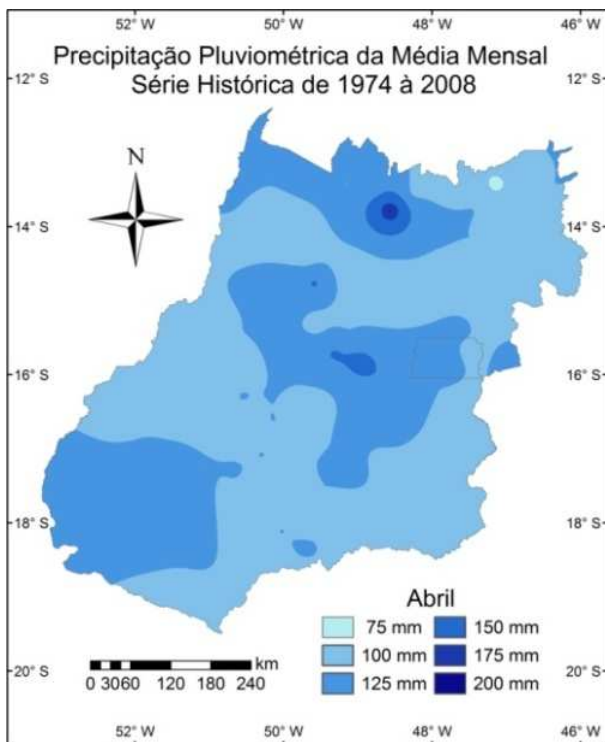 52° W 50° W 48° W 46° W
Precipitação Pluviométrica da Média Mensal
Série Histórica de 1974 à 2008
12° S 12° S
N
14° S 14° S
16° S 16° S
18° S 18° S
Abril
75 mm 150 mm
100 mm 175 mm
125 mm 200 mm
km
0 3060 120 180 240
20° S 20° S
52° W 50° W 48° W 46° W